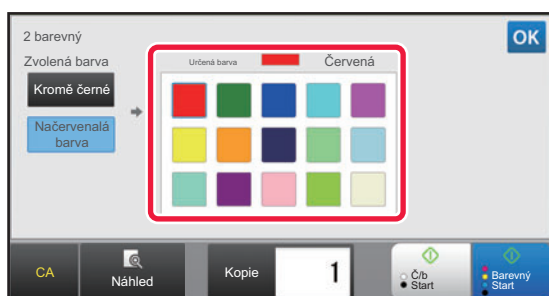 2 barevný
OK
Zvolená barva
Určená barva
Červená
Kromě černé
Načervenalá
barva
CA
Náhled
Kopie
1
Č/b
Start
Barevný
Start